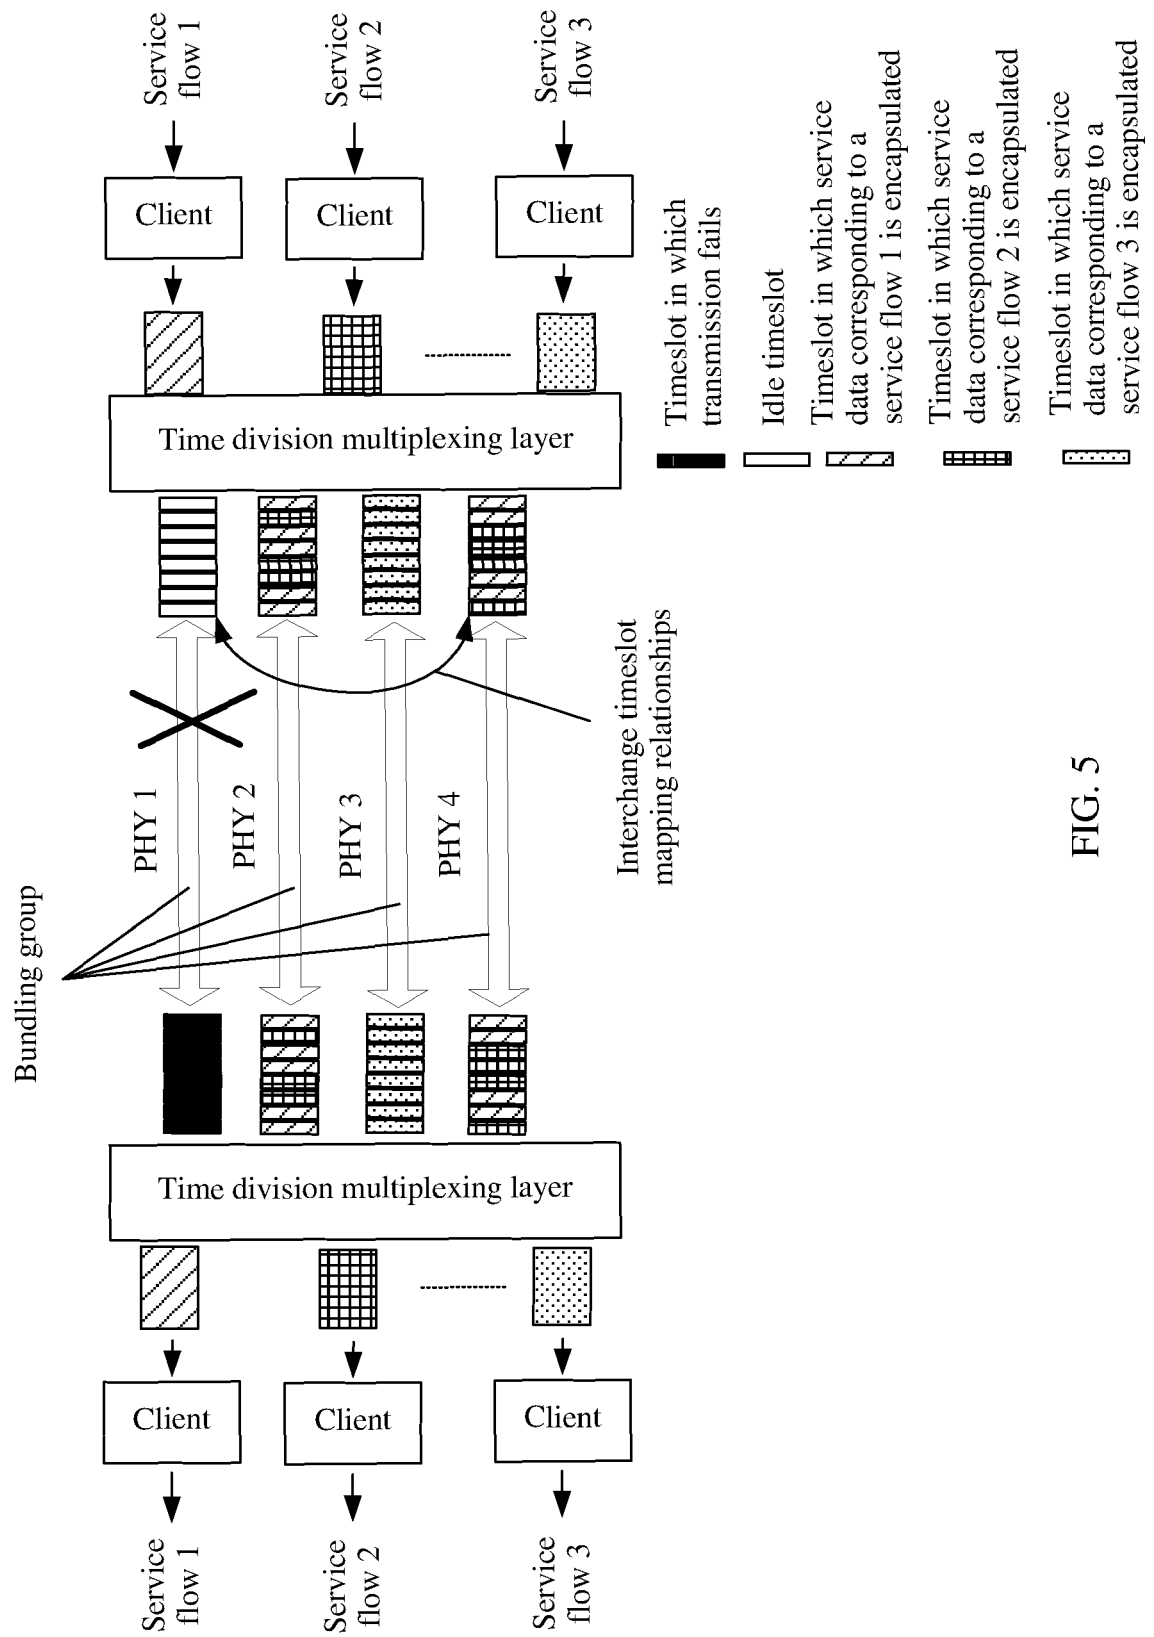 Service
flow 1
Service
flow 2
Service
flow 3
Client
Client
Client
Time division multiplexing layer
PHY 1
PHY 2
PHY 3
PHY 4
Bundling group
Interchange timeslot
mapping relationships
Time division multiplexing layer
Client
Client
Client
Service
flow 1
Service
flow 2
Service
flow 3
Timeslot in which
transmission fails
Idle timeslot
Timeslot in which service
data corresponding to a
service flow 1 is encapsulated
Timeslot in which service
data corresponding to a
service flow 2 is encapsulated
Timeslot in which service
data corresponding to a
service flow 3 is encapsulated
FIG. 5